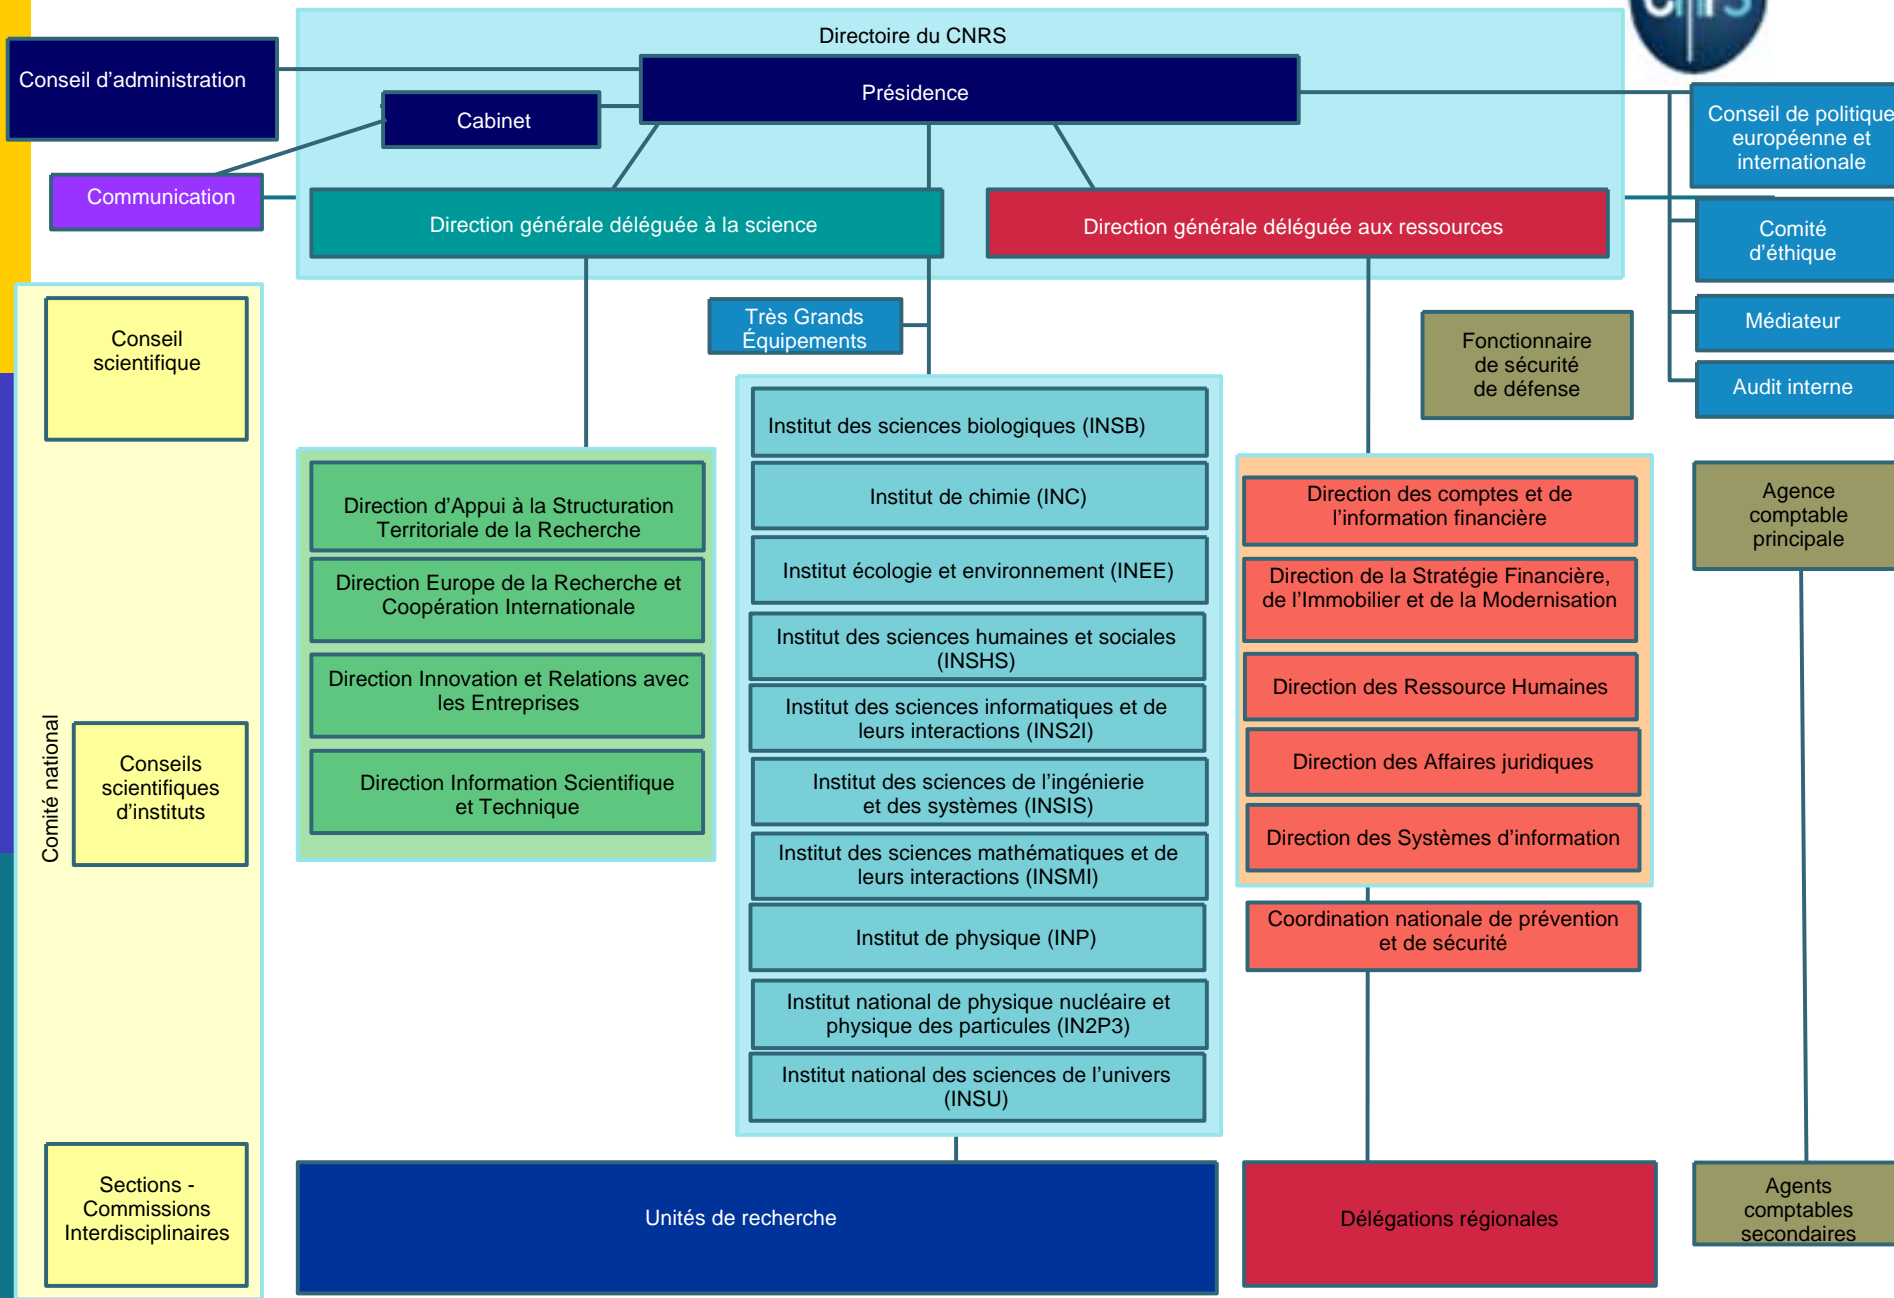 Directoire du CNRS
cnrs
Conseil d'administration
Présidence
Cabinet
Conseil de politique
européenne et
internationale
Communication
Direction générale déléguée à la science
Direction générale déléguée aux ressources
Comité
d'éthique
Très Grands
Équipements
Médiateur
Fonctionnaire
de sécurité
de défense
Audit interne
Comité national
Conseil
scientifique
Conseils
scientifiques
d'instituts
Sections -
Commissions
Interdisciplinaires
Direction d'Appui à la Structuration
Territoriale de la Recherche
Direction Europe de la Recherche et
Coopération Internationale
Direction Innovation et Relations avec
les Entreprises
Direction Information Scientifique
et Technique
Institut des sciences biologiques (INSB)
Institut de chimie (INC)
Institut écologie et environnement (INEE)
Institut des sciences humaines et sociales
(INSHS)
Institut des sciences informatiques et de
leurs interactions (INS2I)
Institut des sciences de l'ingénierie
et des systèmes (INSIS)
Institut des sciences mathématiques et de
leurs interactions (INSMI)
Institut de physique (INP)
Institut national de physique nucléaire et
physique des particules (IN2P3)
Institut national des sciences de l'univers
(INSU)
Direction des comptes et de
l'information financière
Direction de la Stratégie Financière,
de l'Immobilier et de la Modernisation
Direction des Ressource Humaines
Direction des Affaires juridiques
Direction des Systèmes d'information
Coordination nationale de prévention
et de sécurité
Agence
comptable
principale
Unités de recherche
Délégations régionales
Agents
comptables
secondaires